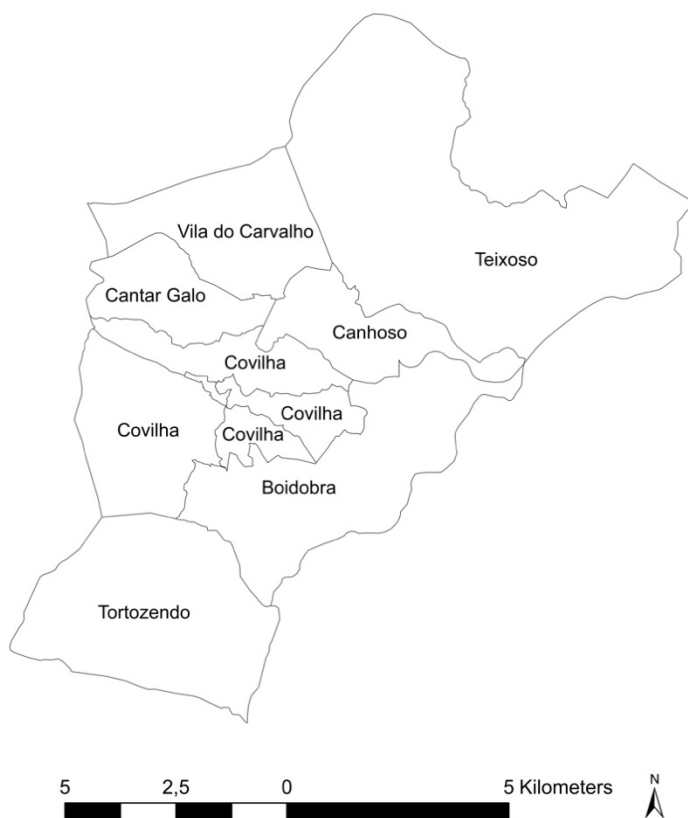 Vila do Carvalho
Teixoso
Cantar Galo
Canhoso
Covilha
Covilha
Covilha
Covilha
Boidobra
Tortozendo
5 2,5 0 5 Kilometers
N